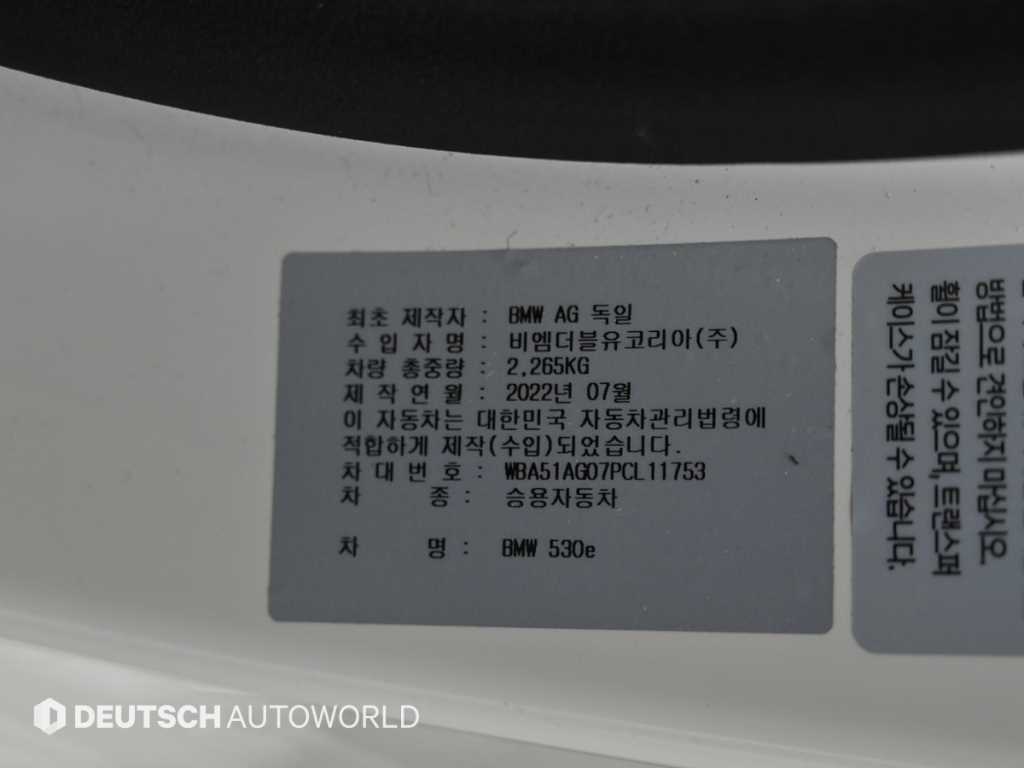 최초 제작자 : BMW AG 독일
수 입 자 명 : 비엠더블유코리아(주)
차량 총중량 : 2,265KG
제 작 연 월 : 2022년 07월
이 자동차는 대한민국 자동차관리법령에
적합하게 제작(수입)되었습니다.
차 대 번 호 : WBA51AG07PCL11753
차 종 : 승용자동차
차 명 : BMW 530e
방법으로 견인하지 마십시오
휠이 잠길 수 있으며, 트랜스퍼
케이스가 손상될 수 있습니다.
DEUTSCH AUTOWORLD